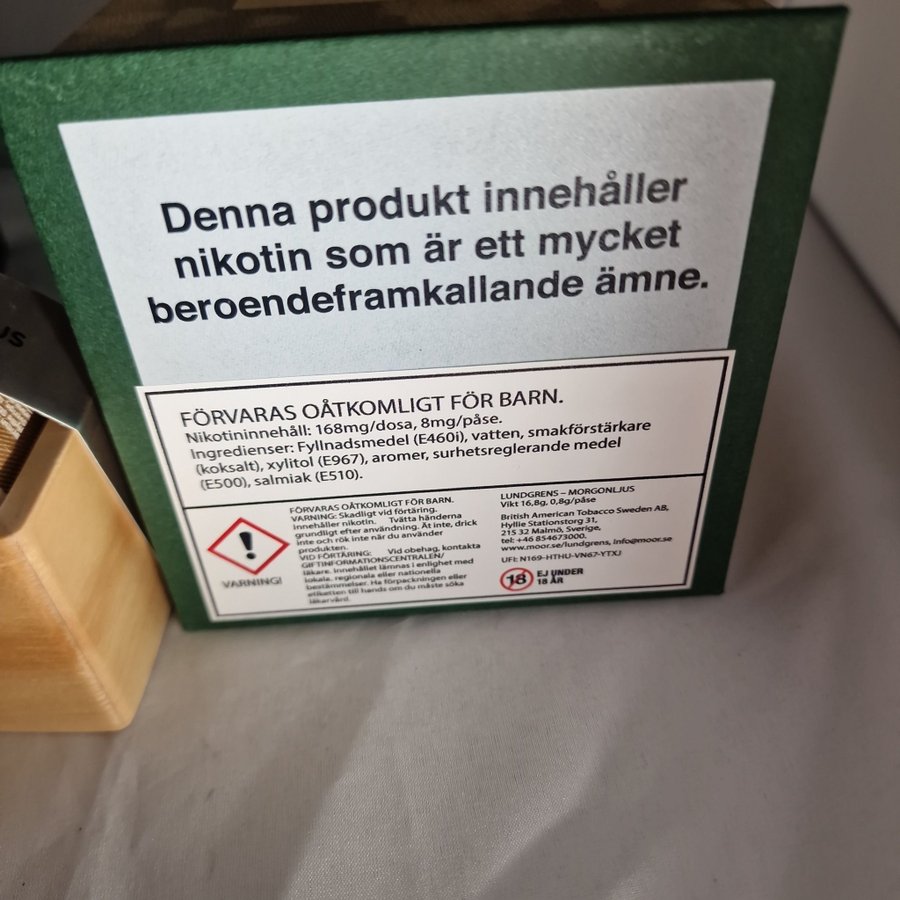 Denna produkt innehåller
nikotin som är ett mycket
beroendeframkallande ämne.
FÖRVARAS OÅTKOMLIGT FÖR BARN.
Nikotininnehåll: 168mg/dosa, 8mg/påse.
Ingredienser: Fyllnadsmedel (E460i), vatten, smakförstärkare
(koksalt), xylitol (E967), aromer, surhetsreglerande medel
(E500), salmiak (E510).
VARNING!
FÖRVARAS OÅTKOMLIGT FÖR BARN.
VARNING: Skadligt vid förtäring.
Innehåller nikotin. Tvätta händerna
grundligt efter användning. Ät inte, drick
inte och rök inte när du använder
produkten.
VID FÖRTÄRING: Vid obehag, kontakta
GIFTINFORMATIONSCENTRALEN/
läkare. Innehållet lämnas i enlighet med
lokala, regionala eller nationella
bestämmelser. Ha förpackningen eller
etiketten till hands om du måste söka
läkarvård.
LUNDGRENS – MORGONLJUS
Vikt 16,8g, 0,8g/påse
British American Tobacco Sweden AB,
Hyllie Stationstorg 31,
215 32 Malmö, Sverige,
tel: +46 854673000.
www.moor.se/lundgrens, info@moor.se
UFI: N169-HTHU-VN67-YTXJ
18 EJ UNDER
18 ÅR
JS